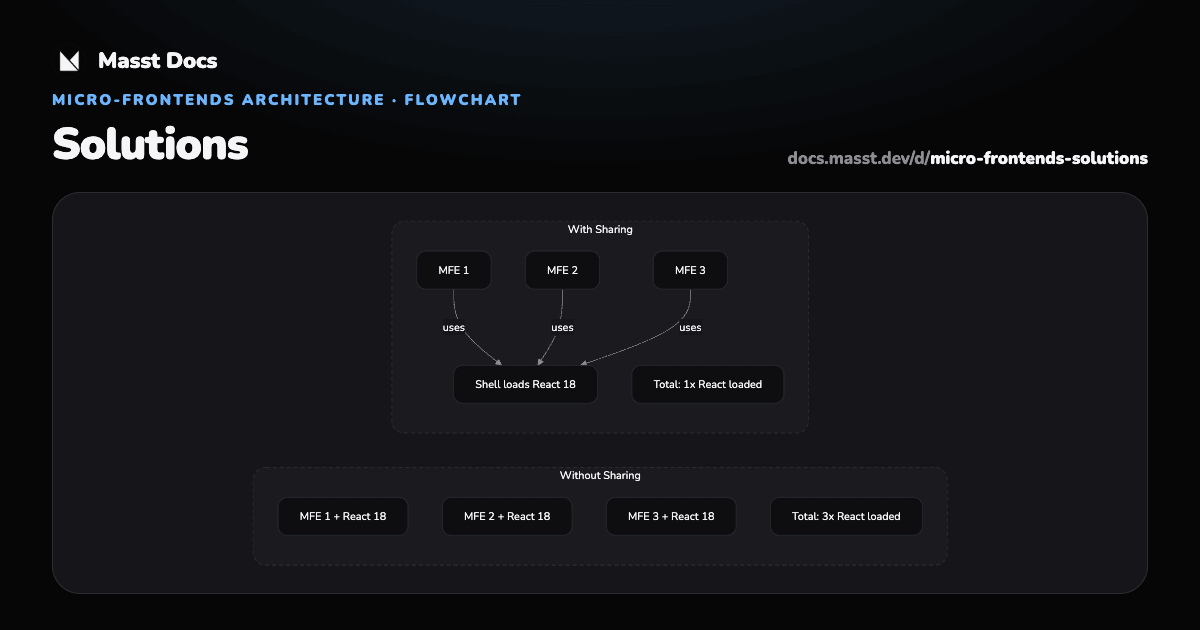 Masst Docs
MICRO-FRONTENDS ARCHITECTURE · FLOWCHART
Solutions
docs.masst.dev/d/micro-frontends-solutions
With Sharing
MFE 1
MFE 2
MFE 3
uses
uses
uses
Shell loads React 18
Total: 1x React loaded
Without Sharing
MFE 1 + React 18
MFE 2 + React 18
MFE 3 + React 18
Total: 3x React loaded